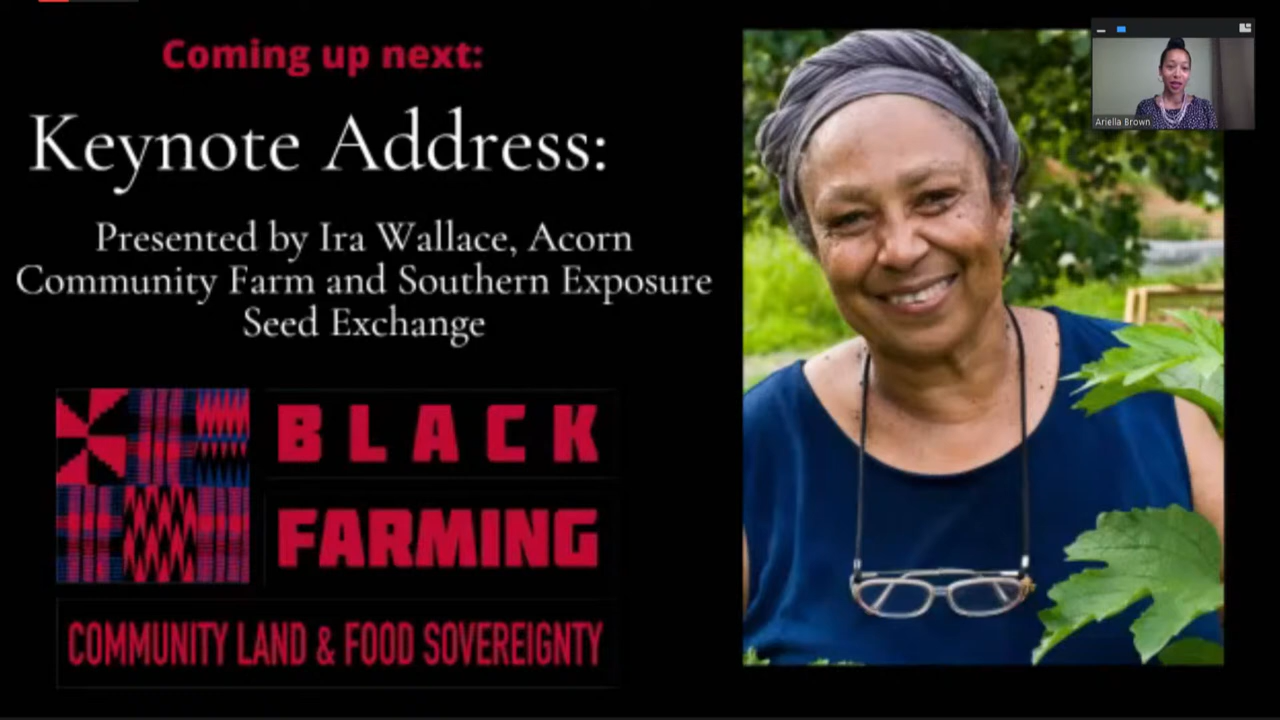 Coming up next:
Keynote Address:
Presented by Ira Wallace, Acorn
Community Farm and Southern Exposure
Seed Exchange
BLACK
FARMING
COMMUNITY LAND & FOOD SOVEREIGNTY
Ariella Brown